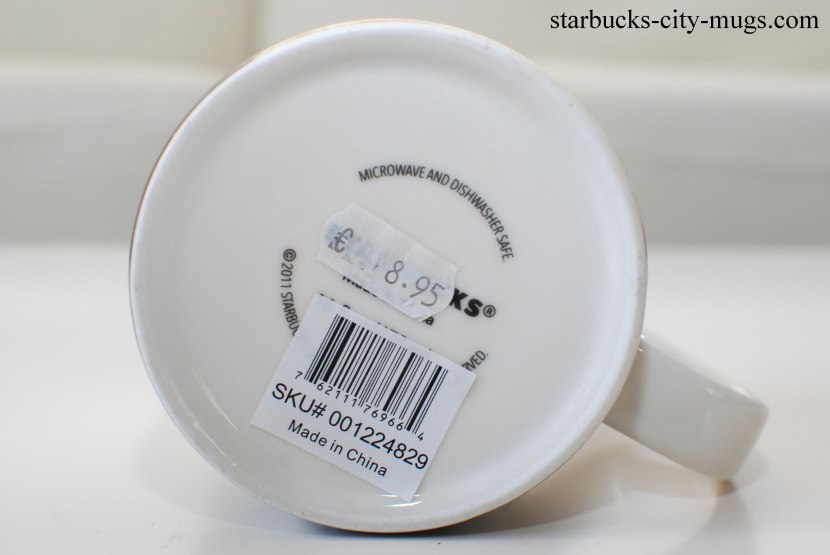 starbucks-city-mugs.com
MICROWAVE AND DISHWASHER SAFE.
€ 8.95
KS®
©2011 STARBUC
VED.
7 62111 76966 4
SKU# 001224829
Made in China